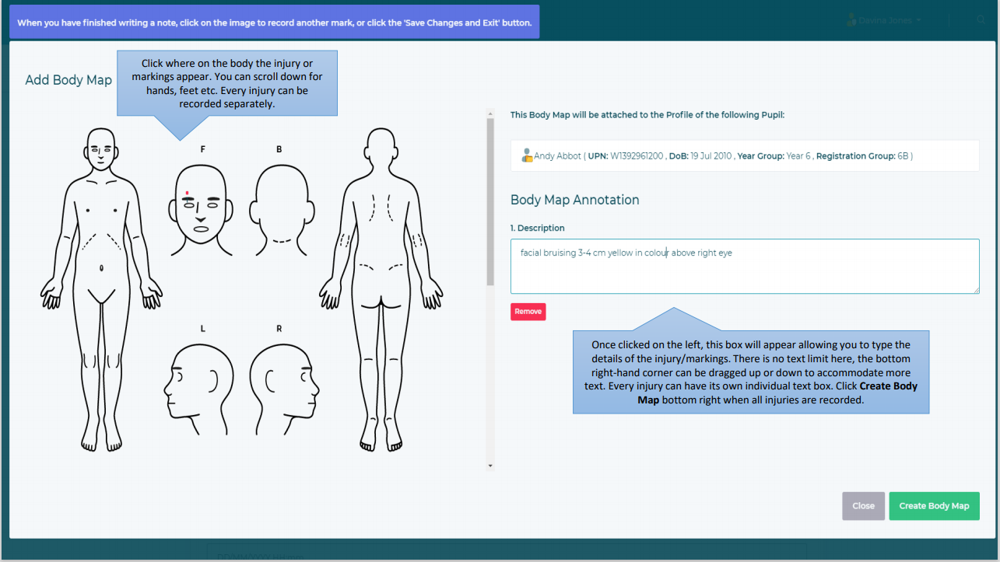 When you have finished writing a note, click on the image to record another mark, or click the 'Save Changes and Exit' button.
Davina Jones
Add Body Map
Click where on the body the injury or
markings appear. You can scroll down for
hands, feet etc. Every injury can be
recorded separately.
F
B
L
R
This Body Map will be attached to the Profile of the following Pupil:
Andy Abbot ( UPN: W1392961200 , DoB: 19 Jul 2010 , Year Group: Year 6 , Registration Group: 6B )
Body Map Annotation
1. Description
facial bruising 3-4 cm yellow in colour above right eye
Remove
Once clicked on the left, this box will appear allowing you to type the
details of the injury/markings. There is no text limit here, the bottom
right-hand corner can be dragged up or down to accommodate more
text. Every injury can have its own individual text box. Click Create Body
Map bottom right when all injuries are recorded.
Close
Create Body Map